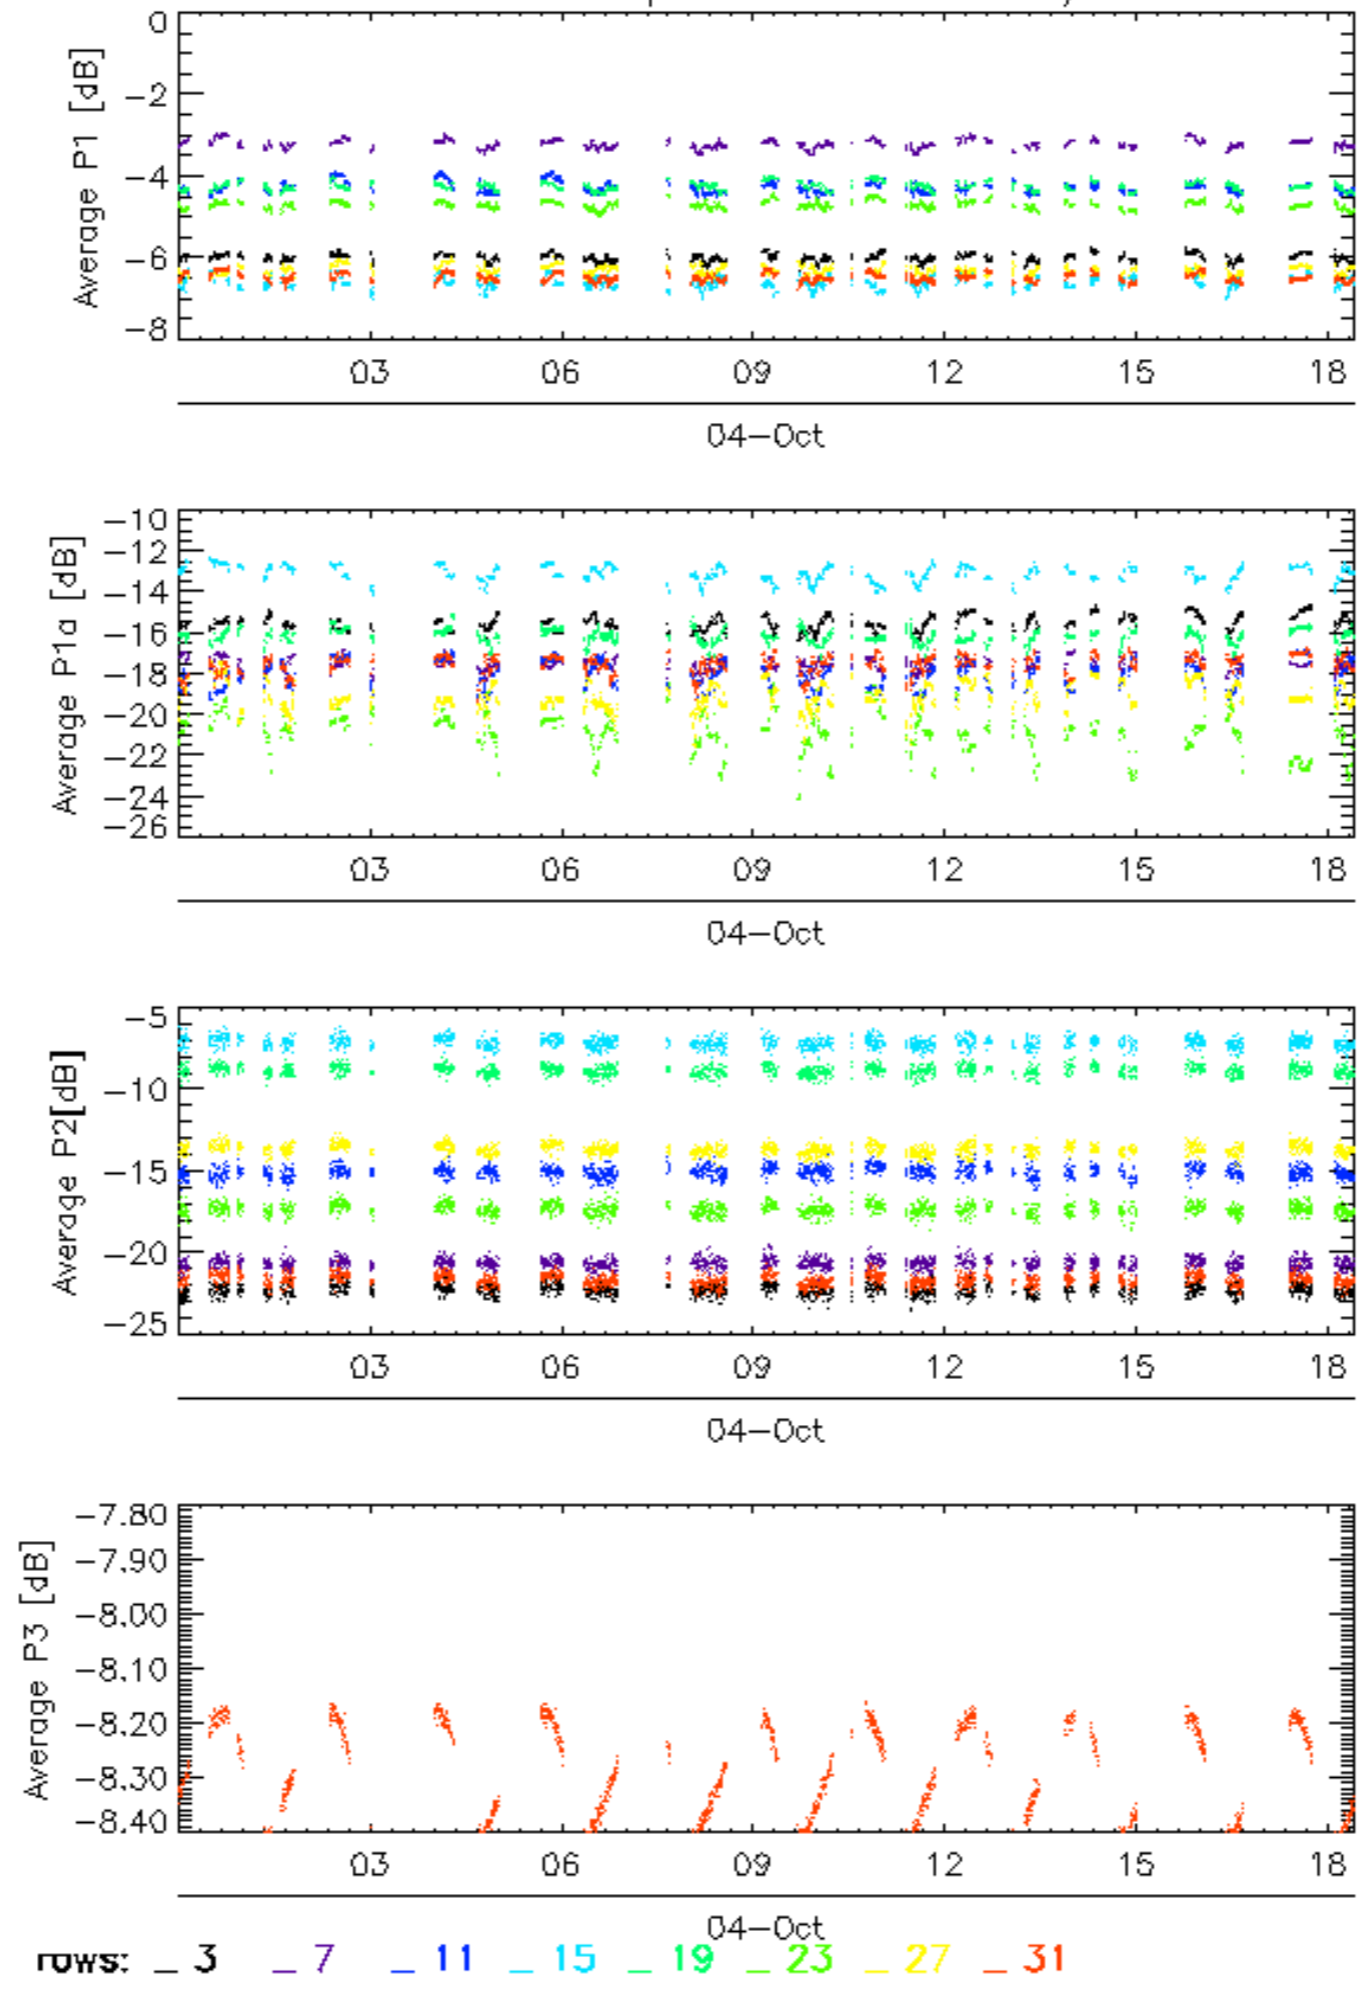 Average P1 [dB]
0
-2
-4
-6
-8
03 06 09 12 15 18
04-Oct
Average P1a [dB]
-10
-12
-14
-16
-18
-20
-22
-24
-26
03 06 09 12 15 18
04-Oct
Average P2[dB]
-5
-10
-15
-20
-25
03 06 09 12 15 18
04-Oct
Average P3 [dB]
-7.80
-7.90
-8.00
-8.10
-8.20
-8.30
-8.40
03 06 09 12 15 18
04-Oct
rows: _ 3 _ 7 _ 11 _ 15 _ 19 _ 23 _ 27 _ 31